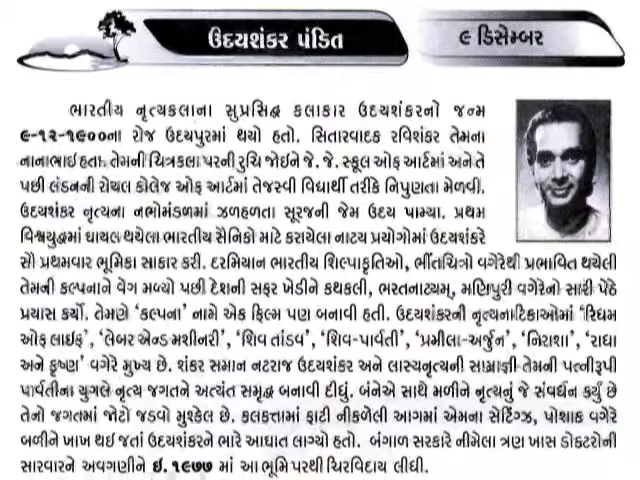 ઉદયશંકર પંડિત
૯ ડિસેમ્બર
ભારતીય નૃત્યકલાના સુપ્રસિદ્ધ કલાકાર ઉદયશંકરનો જન્મ
૯-૧૨-૧૯૦૦ના રોજ ઉદયપુરમાં થયો હતો. સિતારવાદક રવિશંકર તેમના
નાનાભાઇ હતા. તેમની ચિત્રકલા પરની રુચિ જોઇને જે. જે. સ્કૂલ ઓફ આર્ટમાં અને તે
પછી લંડનની રોયલ કોલેજ ઓફ આર્ટમાં તેજસ્વી વિદ્યાર્થી તરીકે નિપુણતા મેળવી.
ઉદયશંકર નૃત્યના નભોમંડળમાં ઝળહળતા સૂરજની જેમ ઉદય પામ્યા. પ્રથમ
વિશ્વયુદ્ધમાં ઘાયલ થયેલા ભારતીય સૈનિકો માટે કરાયેલા નાટ્ય પ્રયોગોમાં ઉદયશંકરે
સૌ પ્રથમવાર ભૂમિકા સાકાર કરી. દરમિયાન ભારતીય શિલ્પાકૃતિઓ, ભીંતચિત્રો વગેરેથી પ્રભાવિત થયેલી
તેમની કલ્પનાને વેગ મળ્યો પછી દેશની સફર ખેડીને કથકલી, ભરતનાટ્યમ્, મણિપુરી વગેરેનો સારી પેઠે
પ્રયાસ કર્યો. તેમણે ‘કલ્પના’ નામે એક ફિલ્મ પણ બનાવી હતી. ઉદયશંકરની નૃત્યનાટિકાઓમાં ‘રિધમ
ઓફ લાઈફ’, ‘લેબર એન્ડ મશીનરી’, ‘શિવ તાંડવ’, ‘શિવ-પાર્વતી’, ‘પ્રમીલા-અર્જુન’, ‘નિરાશા’, ‘રાધા
અને કૃષ્ણ’ વગેરે મુખ્ય છે. શંકર સમાન નટરાજ ઉદયશંકર અને લાસ્યનૃત્યની સામ્રાજ્ઞી તેમની પત્નીરૂપી
પાર્વતીના યુગલે નૃત્ય જગતને અત્યંત સમૃદ્ધ બનાવી દીધું. બંનેએ સાથે મળીને નૃત્યનું જે સંવર્ધન કર્યું છે
તેનો જગતમાં જોટો જડવો મુશ્કેલ છે. કલકત્તામાં ફાટી નીકળેલી આગમાં એમના સેટિંગ્ઝ, પોશાક વગેરે
બળીને ખાખ થઇ જતાં ઉદયશંકરને ભારે આઘાત લાગ્યો હતો. બંગાળ સરકારે નીમેલા ત્રણ ખાસ ડોકટરોની
સારવારને અવગણીને ઇ. ૧૯૭૭ માં આ ભૂમિ પરથી ચિરવિદાય લીધી.